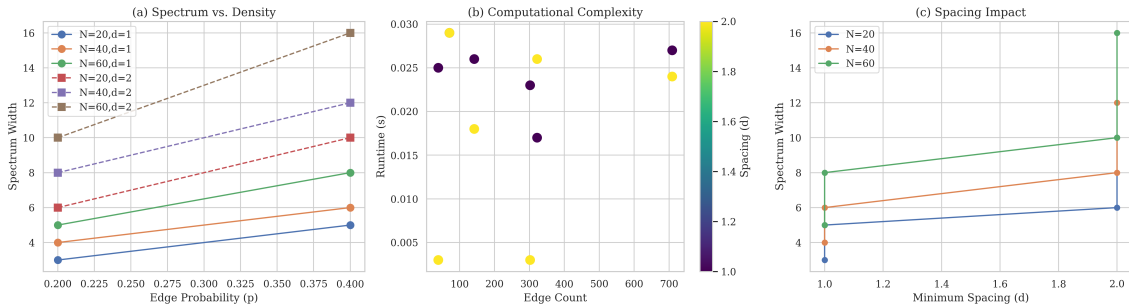 (a) Spectrum vs. Density
Spectrum Width
16
14
12
10
8
6
4
N=20,d=1
N=40,d=1
N=60,d=1
N=20,d=2
N=40,d=2
N=60,d=2
0.200 0.225 0.250 0.275 0.300 0.325 0.350 0.375 0.400
Edge Probability (p)
(b) Computational Complexity
Runtime (s)
0.030
0.025
0.020
0.015
0.010
0.005
100 200 300 400 500 600 700
Edge Count
2.0
1.8
1.6
1.4
1.2
1.0
Spacing (d)
(c) Spacing Impact
Spectrum Width
16
14
12
10
8
6
4
N=20
N=40
N=60
1.0 1.2 1.4 1.6 1.8 2.0
Minimum Spacing (d)